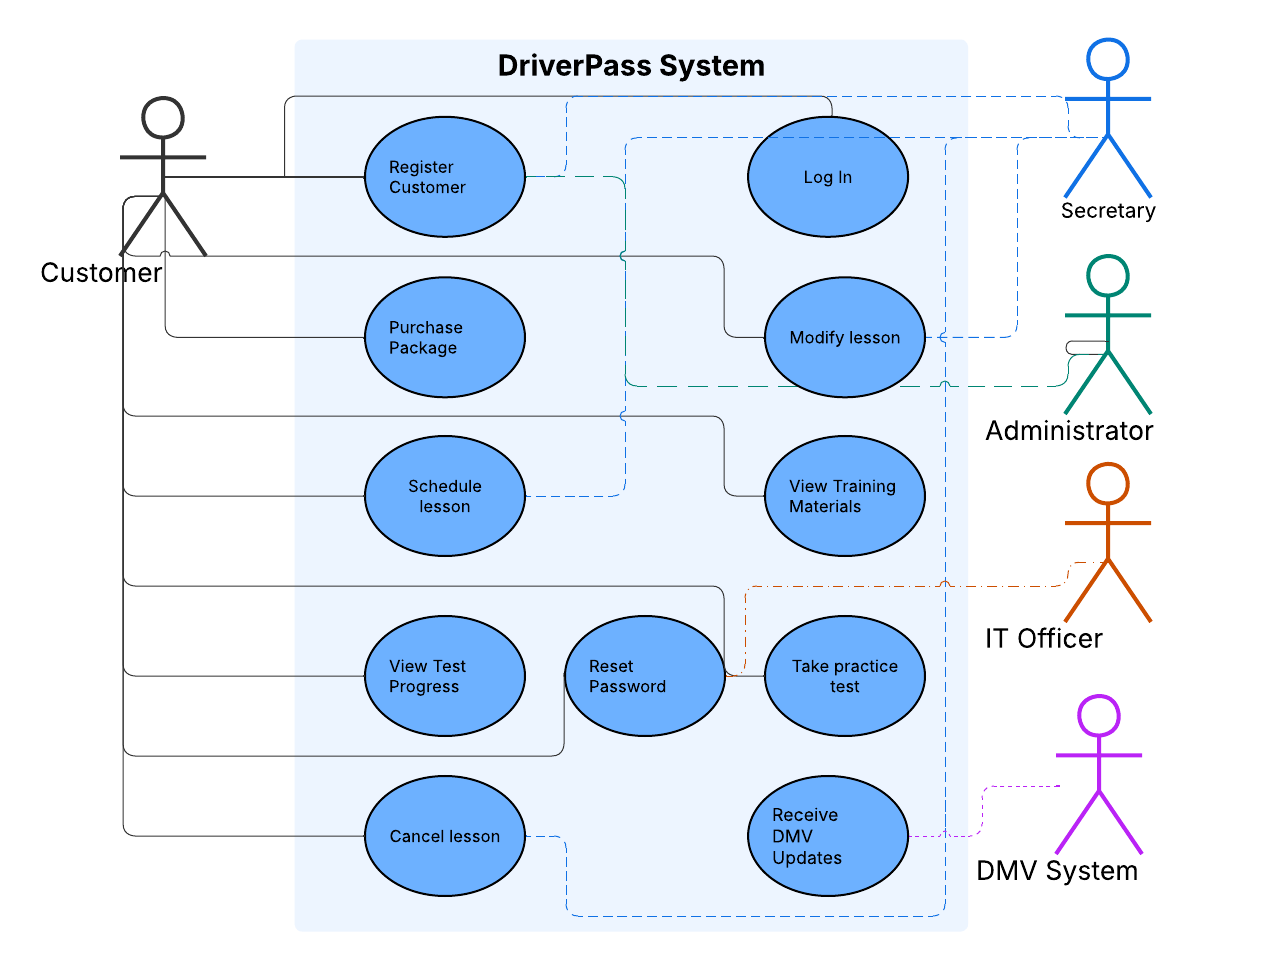 DriverPass System
Register
Customer
Log In
Secretary
Customer
Purchase
Package
Modify lesson
Administrator
Schedule
lesson
View Training
Materials
IT Officer
View Test
Progress
Reset
Password
Take practice
test
Cancel lesson
Receive
DMV
Updates
DMV System